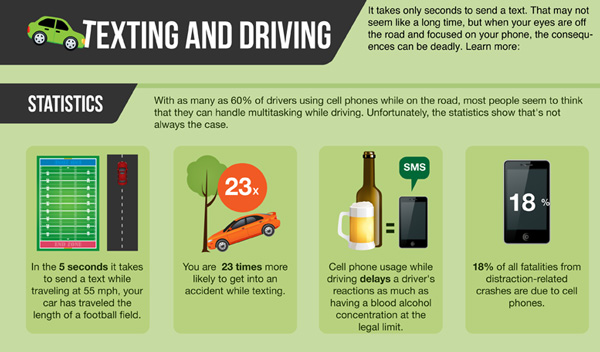 TEXTING AND DRIVING
It takes only seconds to send a text. That may not
seem like a long time, but when your eyes are off
the road and focused on your phone, the consequ-
ences can be deadly. Learn more:
STATISTICS
With as many as 60% of drivers using cell phones while on the road, most people seem to think
that they can handle multitasking while driving. Unfortunately, the statistics show that's not
always the case.
END ZONE
In the 5 seconds it takes
to send a text while
traveling at 55 mph, your
car has traveled the
length of a football field.
23x
You are 23 times more
likely to get into an
accident while texting.
SMS
=
Cell phone usage while
driving delays a driver's
reactions as much as
having a blood alcohol
concentration at the
legal limit.
18 %
18% of all fatalities from
distraction-related
crashes are due to cell
phones.